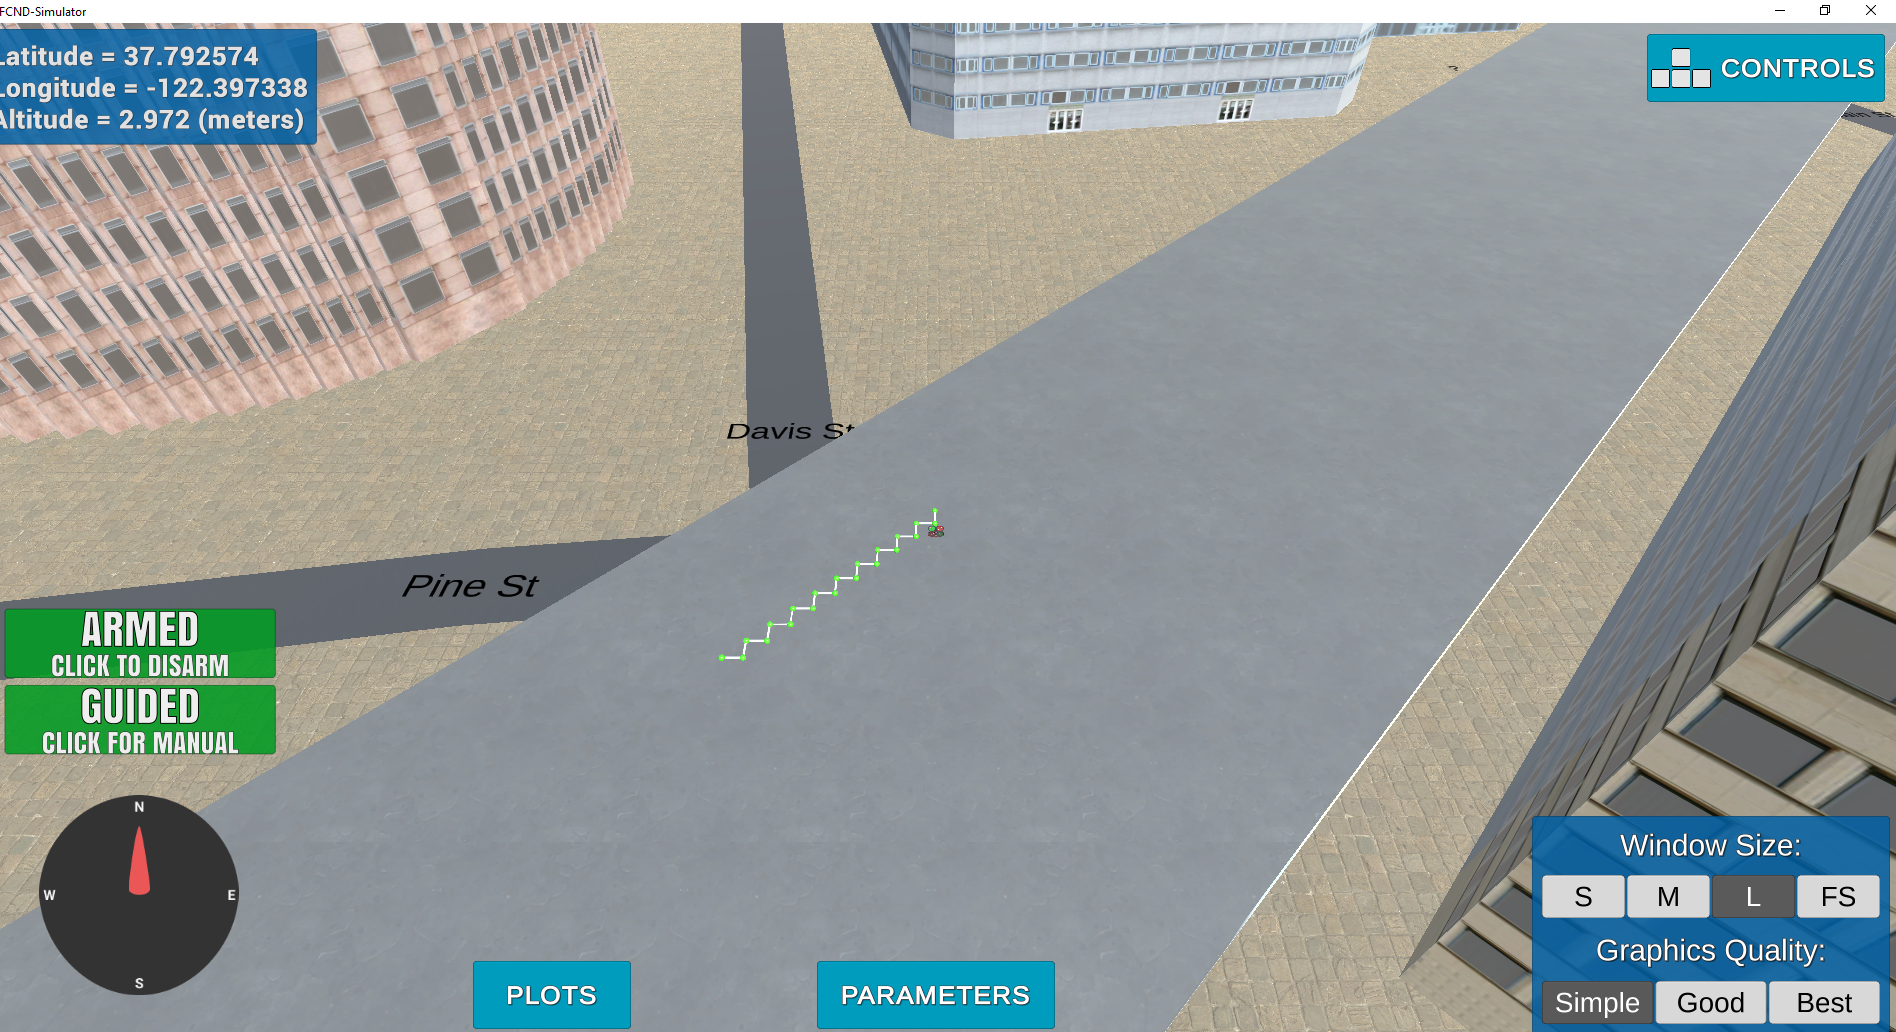 FCND-Simulator
Latitude = 37.792574
Longitude = -122.397338
Altitude = 2.972 (meters)
CONTROLS
Davis St
Pine St
ARMED
CLICK TO DISARM
GUIDED
CLICK FOR MANUAL
N
W
E
S
PLOTS
PARAMETERS
Window Size:
S
M
L
FS
Graphics Quality:
Simple
Good
Best